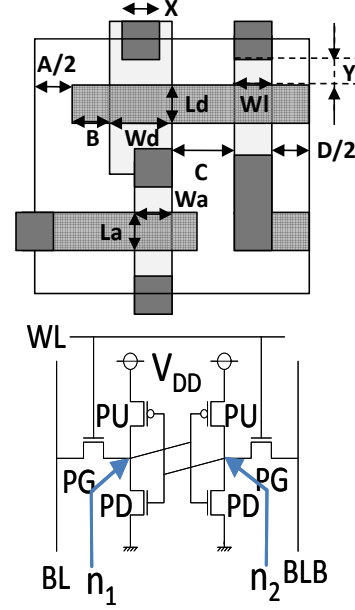 X
A/2
Y
Ld
Wl
B
Wd
D/2
C
Wa
La
WL
VDD
PU
PU
PG
PD
PD
PG
BL
n1
n2
BLB